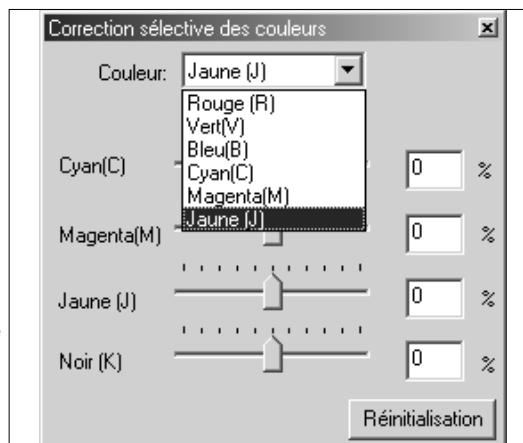 Correction sélective des couleurs
Couleur: Jaune (J)
Rouge (R)
Vert(V)
Bleu(B)
Cyan(C)
Magenta(M)
Jaune (J)
Cyan(C) 0 %
Magenta(M) 0 %
Jaune (J) 0 %
Noir (K) 0 %
Réinitialisation